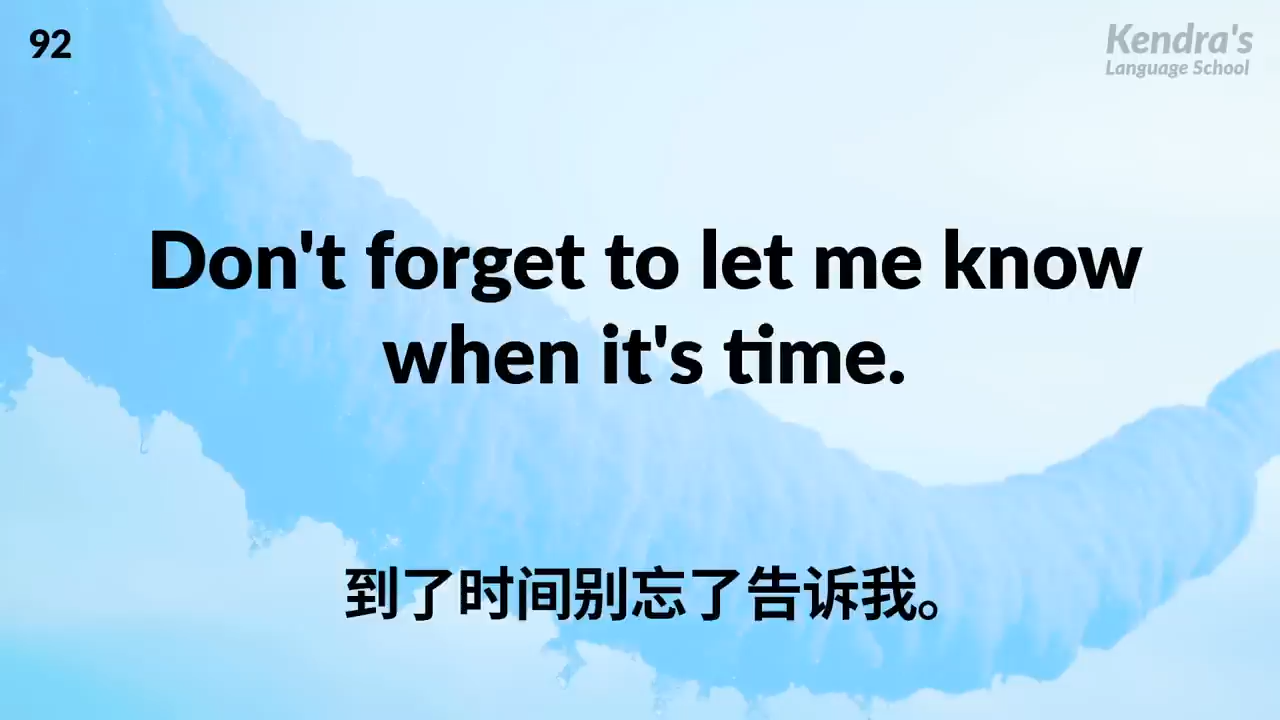 92
Kendra's
Language School
Don't forget to let me know
when it's time.
到了时间别忘了告诉我。